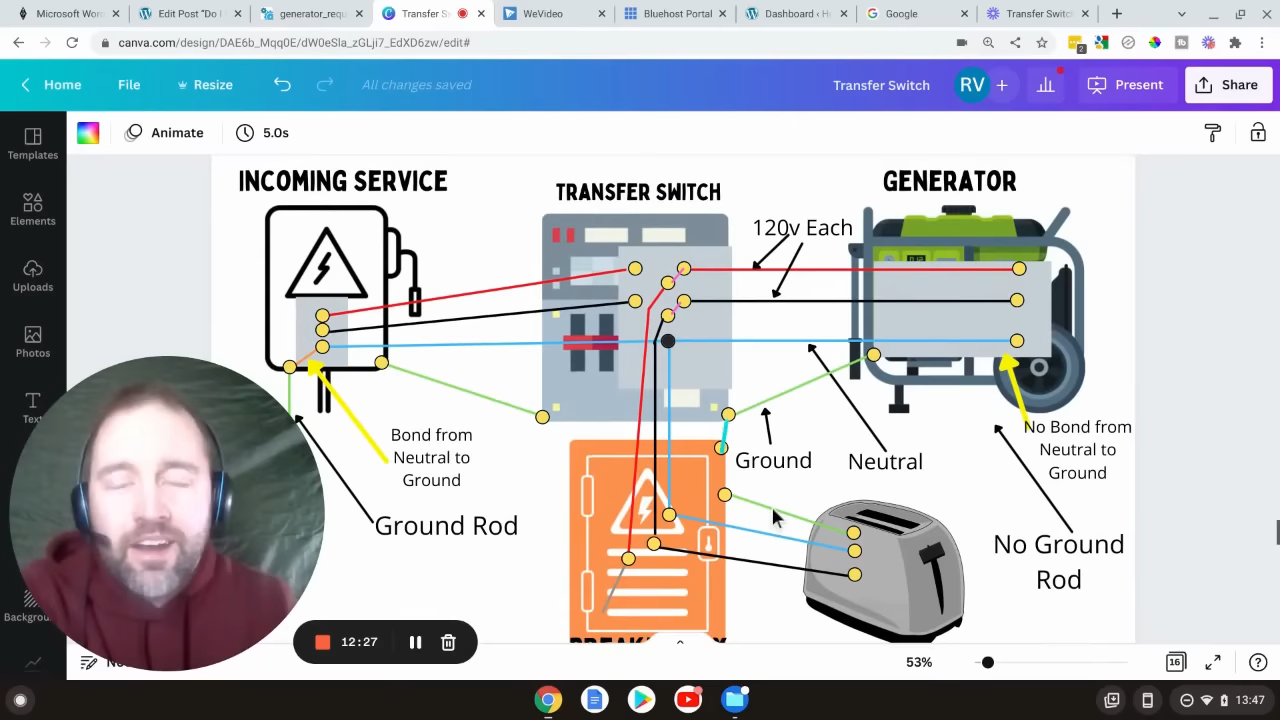 Microsoft Wor
Edit Post "Do I
generator_requ
Transfer S
WeVideo
Bluehost Portal
Dashboard ‹ H
Google
Transfer Switch
canva.com/design/DAE6b_Mqq0E/dW0eSla_zGLji7_EdXD6zw/edit#
2
Home
File
Resize
All changes saved
Transfer Switch
RV
Present
Share
Templates
Animate
5.0s
Elements
Uploads
Photos
Text
INCOMING SERVICE
TRANSFER SWITCH
GENERATOR
120v Each
Bond from
Neutral to
Ground
Ground Rod
Ground
Neutral
No Bond from
Neutral to
Ground
No Ground
Rod
12:27
53%
16
13:47